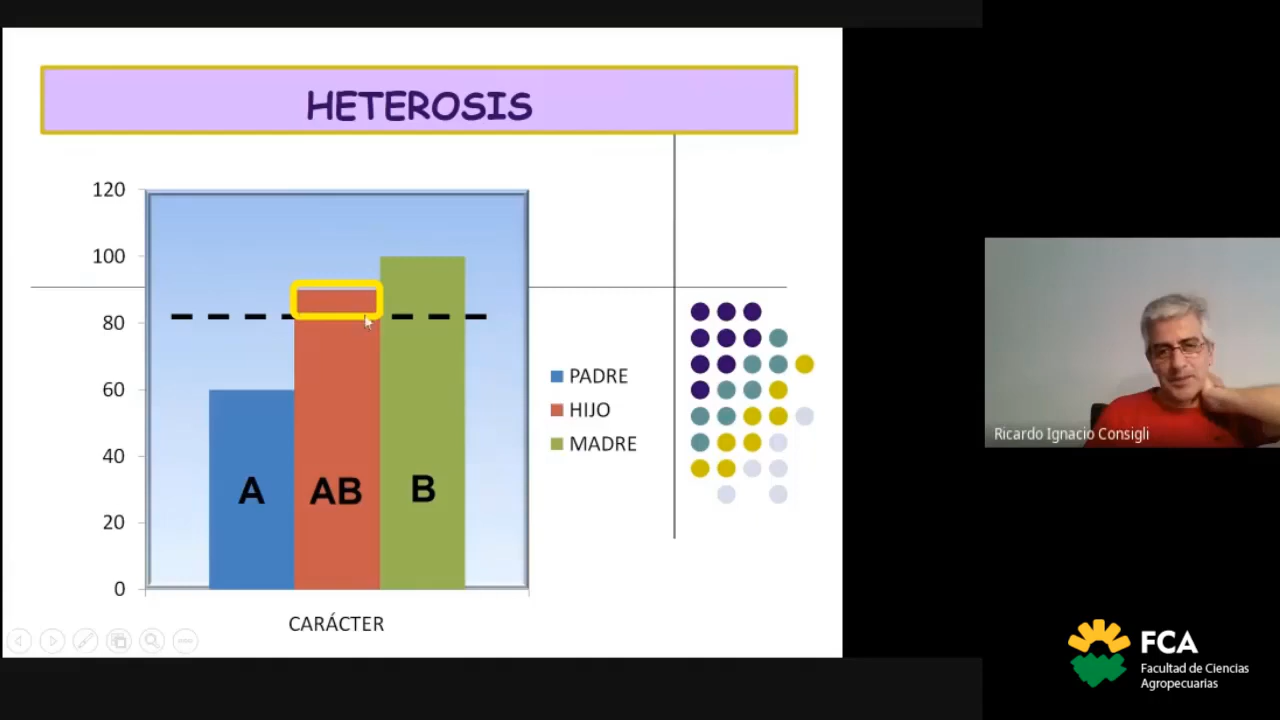 HETEROSIS
120
100
80
60
40
20
0
A
AB
B
CARÁCTER
PADRE
HIJO
MADRE
Ricardo Ignacio Consigli
FCA
Facultad de Ciencias
Agropecuarias